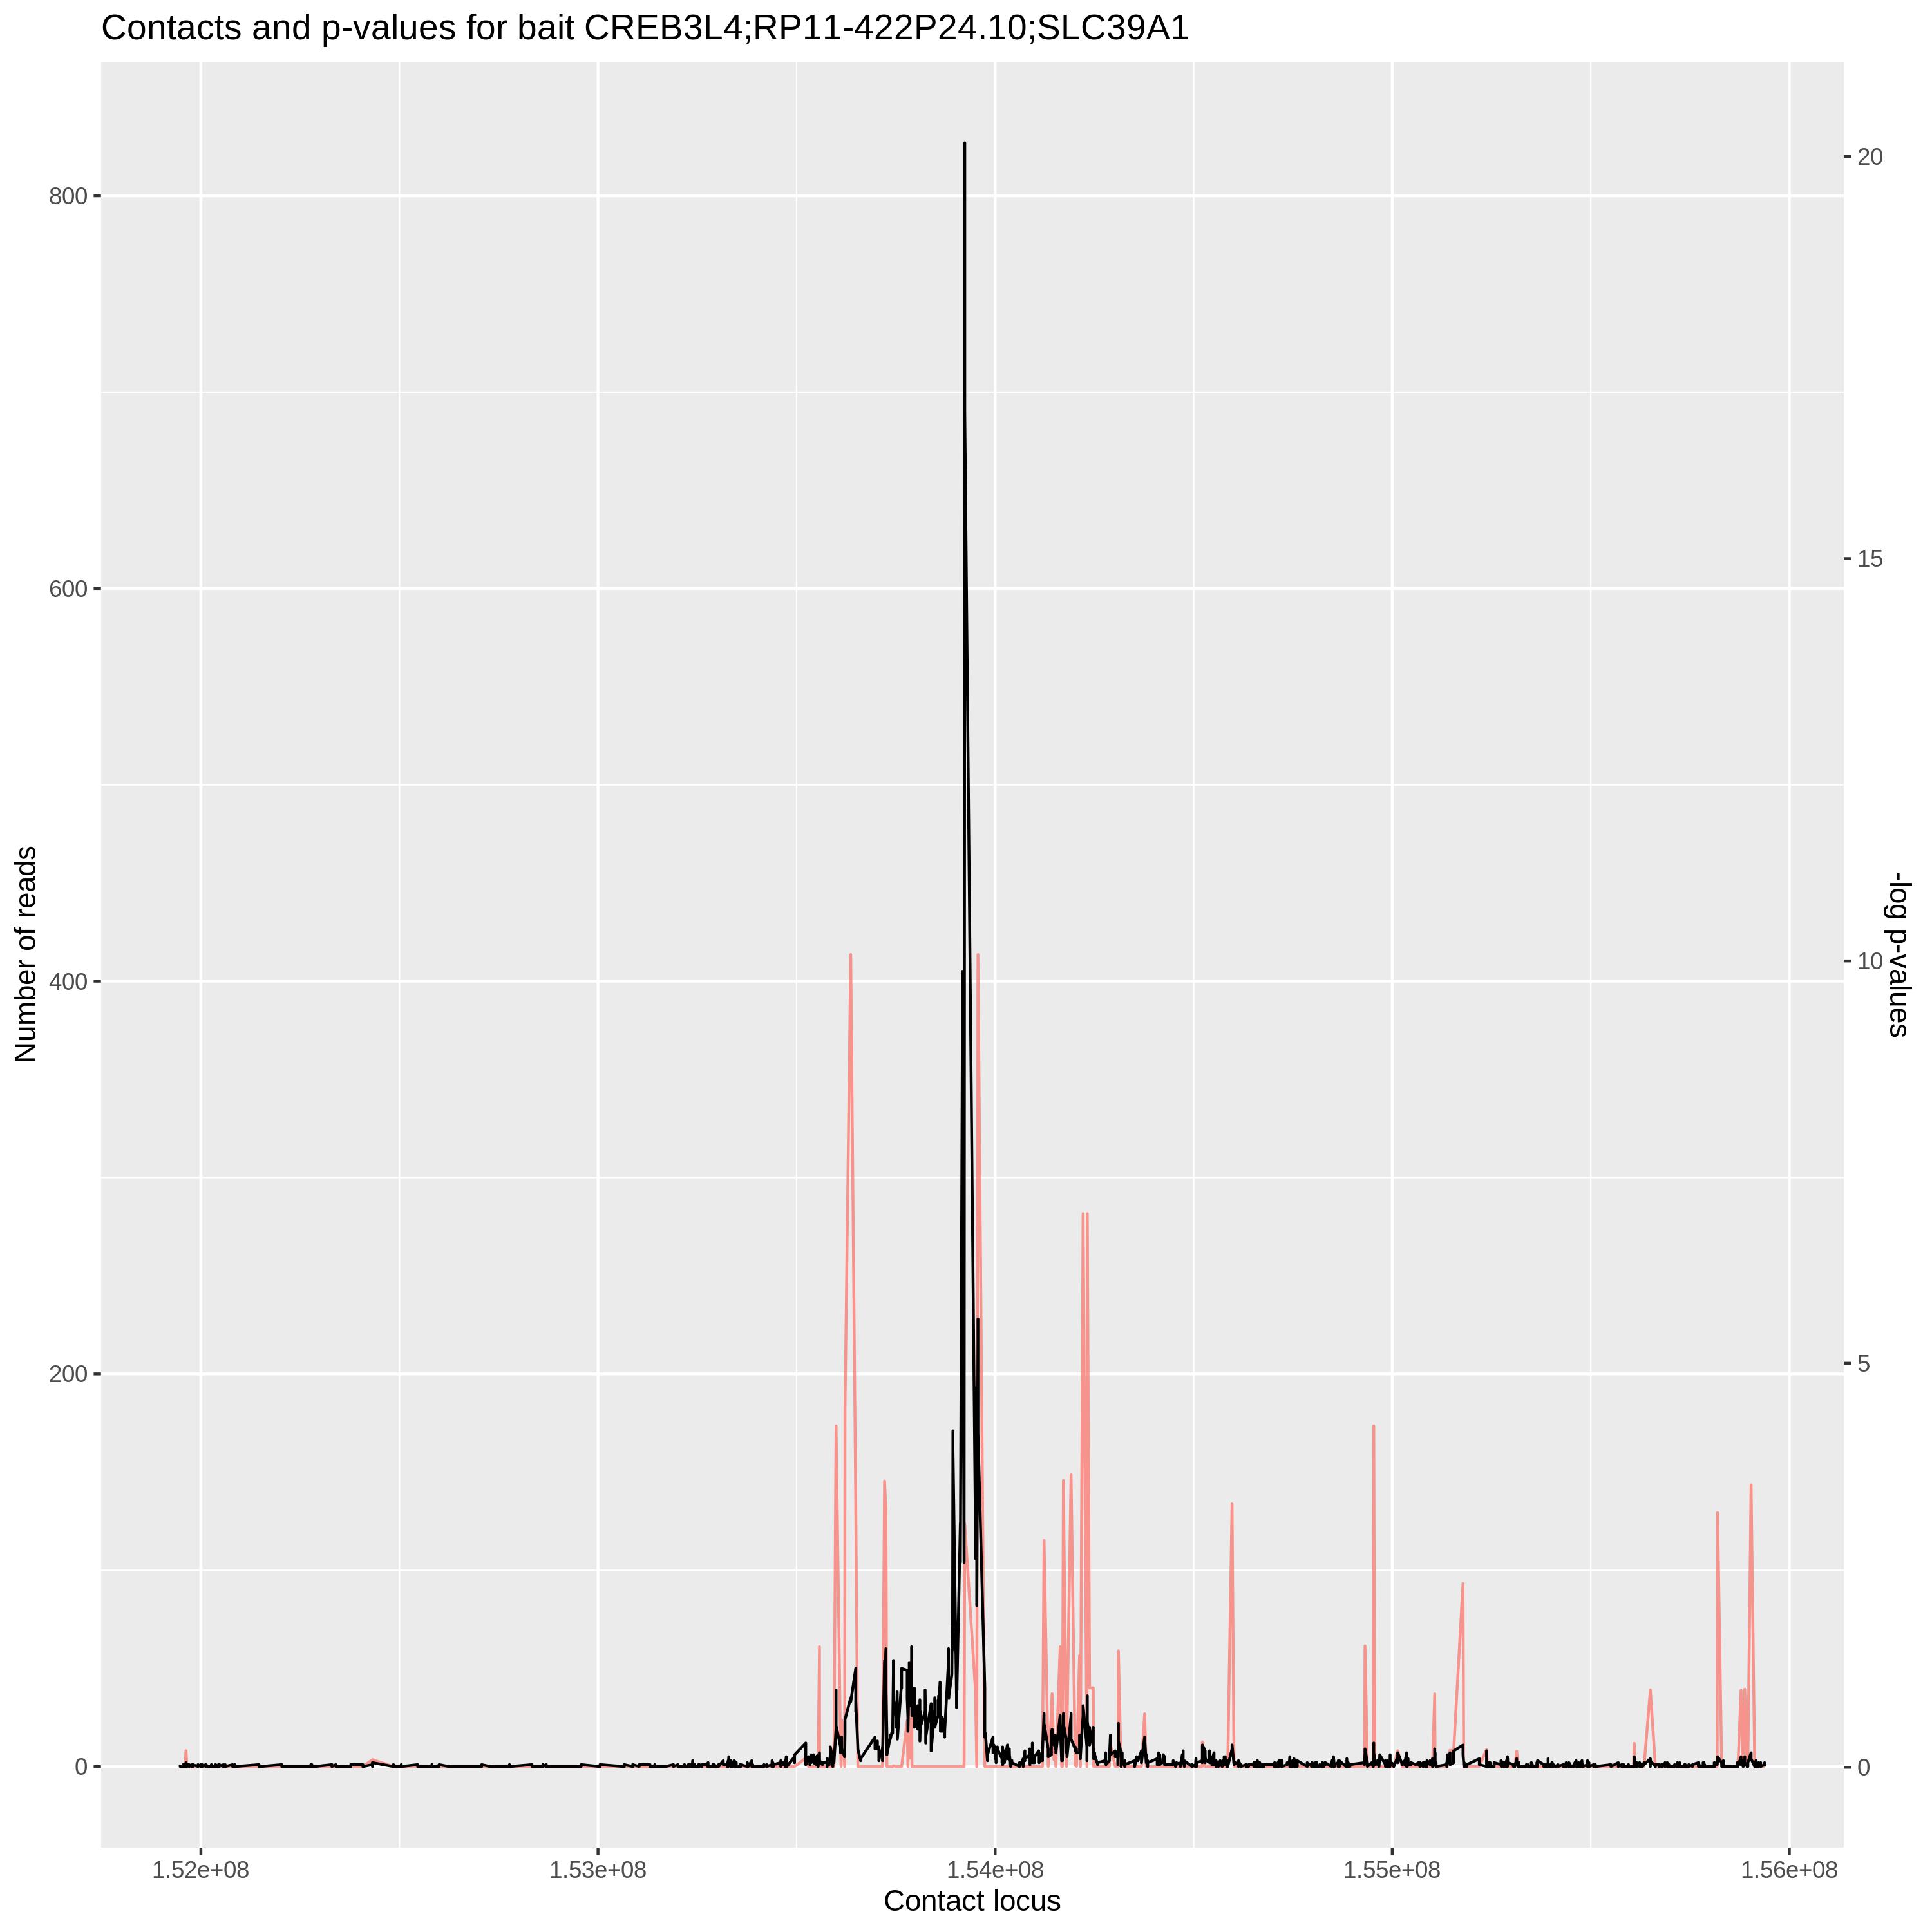 Contacts and p-values for bait CREB3L4;RP11-422P24.10;SLC39A1
Number of reads
800
600
400
200
0
20
15
10
5
0
-log p-values
1.52e+08
1.53e+08
1.54e+08
1.55e+08
1.56e+08
Contact locus